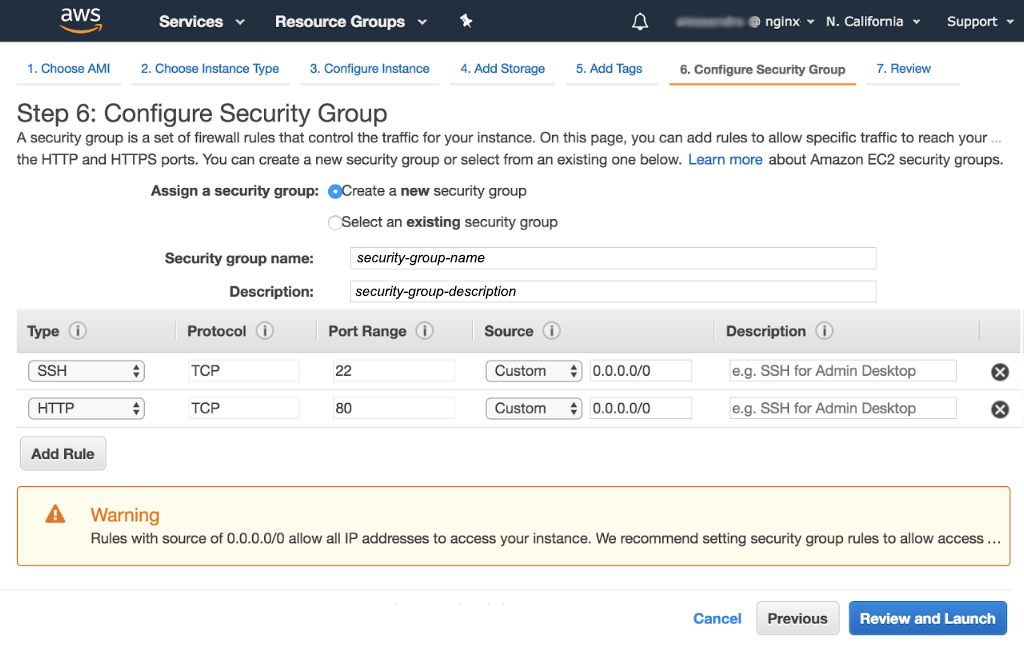 aws Services Resource Groups @ nginx N. California Support
1. Choose AMI 2. Choose Instance Type 3. Configure Instance 4. Add Storage 5. Add Tags 6. Configure Security Group 7. Review
Step 6: Configure Security Group
A security group is a set of firewall rules that control the traffic for your instance. On this page, you can add rules to allow specific traffic to reach your ...
the HTTP and HTTPS ports. You can create a new security group or select from an existing one below. Learn more about Amazon EC2 security groups.
Assign a security group: Create a new security group
Select an existing security group
Security group name: security-group-name
Description: security-group-description
Type i Protocol i Port Range i Source i Description i
SSH TCP 22 Custom 0.0.0.0/0 e.g. SSH for Admin Desktop
HTTP TCP 80 Custom 0.0.0.0/0 e.g. SSH for Admin Desktop
Add Rule
Warning
Rules with source of 0.0.0.0/0 allow all IP addresses to access your instance. We recommend setting security group rules to allow access ...
Cancel Previous Review and Launch